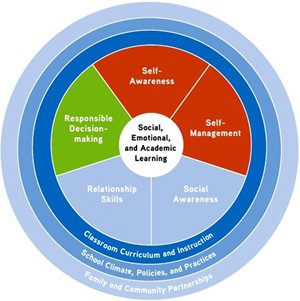 Self-
Awareness
Self-
Management
Responsible
Decision-
making
Social,
Emotional,
and Academic
Learning
Relationship
Skills
Social
Awareness
Classroom Curriculum and Instruction
School Climate, Policies, and Practices
Family and Community Partnerships